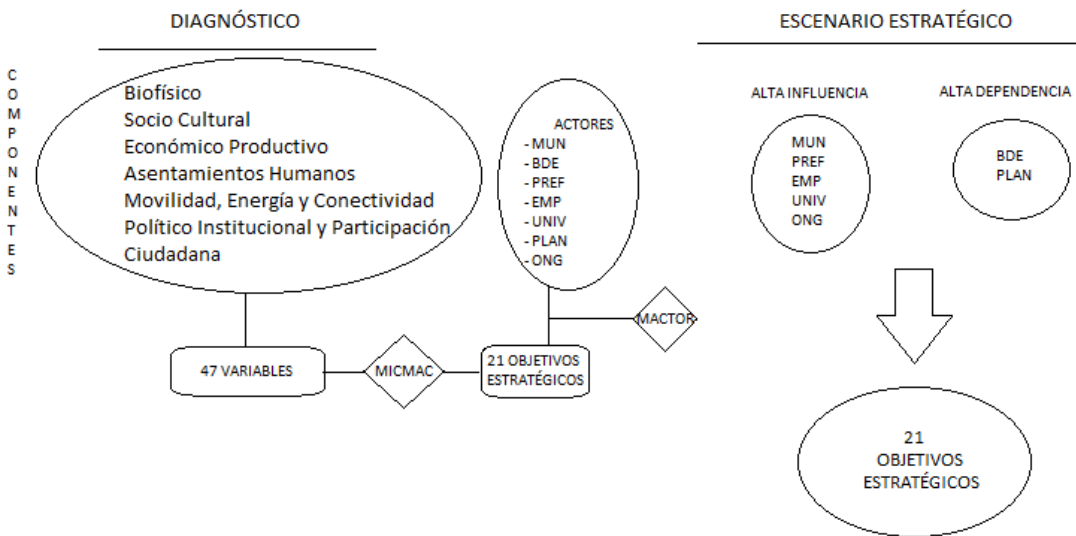 DIAGNÓSTICO
COMPONENTES
Biofísico
Socio Cultural
Económico Productivo
Asentamientos Humanos
Movilidad, Energía y Conectividad
Político Institucional y Participación
Ciudadana
ACTORES
- MUN
- BDE
- PREF
- EMP
- UNIV
- PLAN
- ONG
47 VARIABLES
MICMAC
21 OBJETIVOS
ESTRATÉGICOS
MACTOR
ESCENARIO ESTRATÉGICO
ALTA INFLUENCIA
MUN
PREF
EMP
UNIV
ONG
ALTA DEPENDENCIA
BDE
PLAN
21
OBJETIVOS
ESTRATÉGICOS